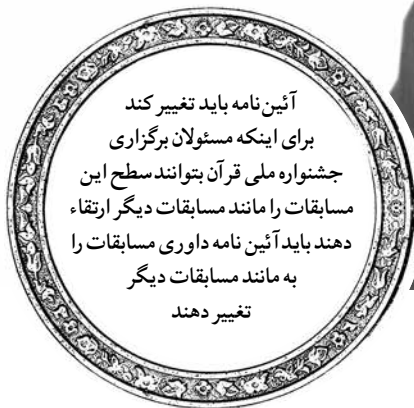 آئین‌نامه باید تغییر کند
برای اینکه مسئولان برگزاری
جشنواره ملی قرآن بتوانند سطح این
مسابقات را مانند مسابقات دیگر ارتقاء
دهند باید آئین نامه داوری مسابقات را
به مانند مسابقات دیگر
تغییر دهند